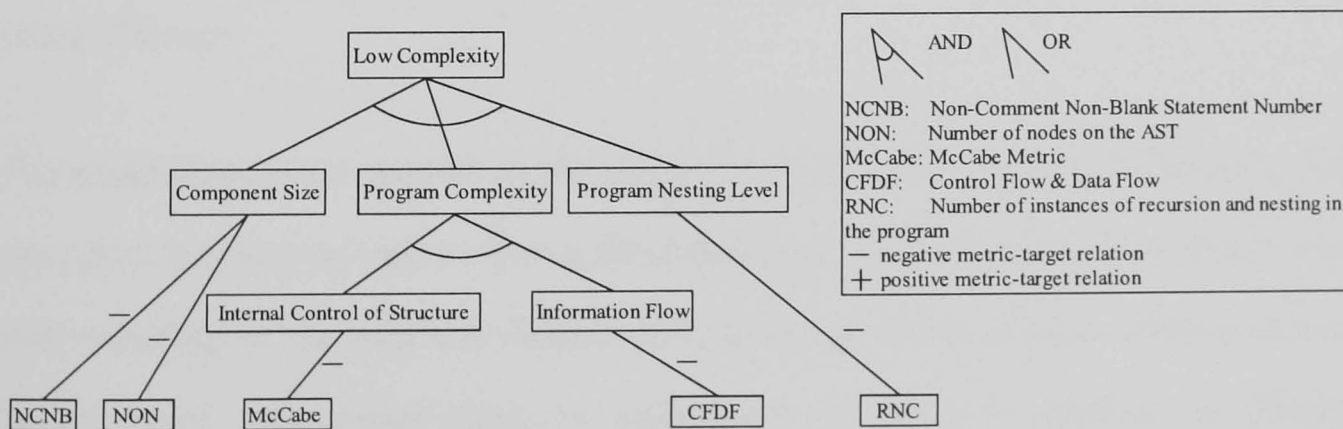 Low Complexity
Component Size
Program Complexity
Program Nesting Level
Internal Control of Structure
Information Flow
NCNB
NON
McCabe
CFDF
RNC
AND
OR
NCNB: Non-Comment Non-Blank Statement Number
NON: Number of nodes on the AST
McCabe: McCabe Metric
CFDF: Control Flow & Data Flow
RNC: Number of instances of recursion and nesting in
the program
— negative metric-target relation
+ positive metric-target relation